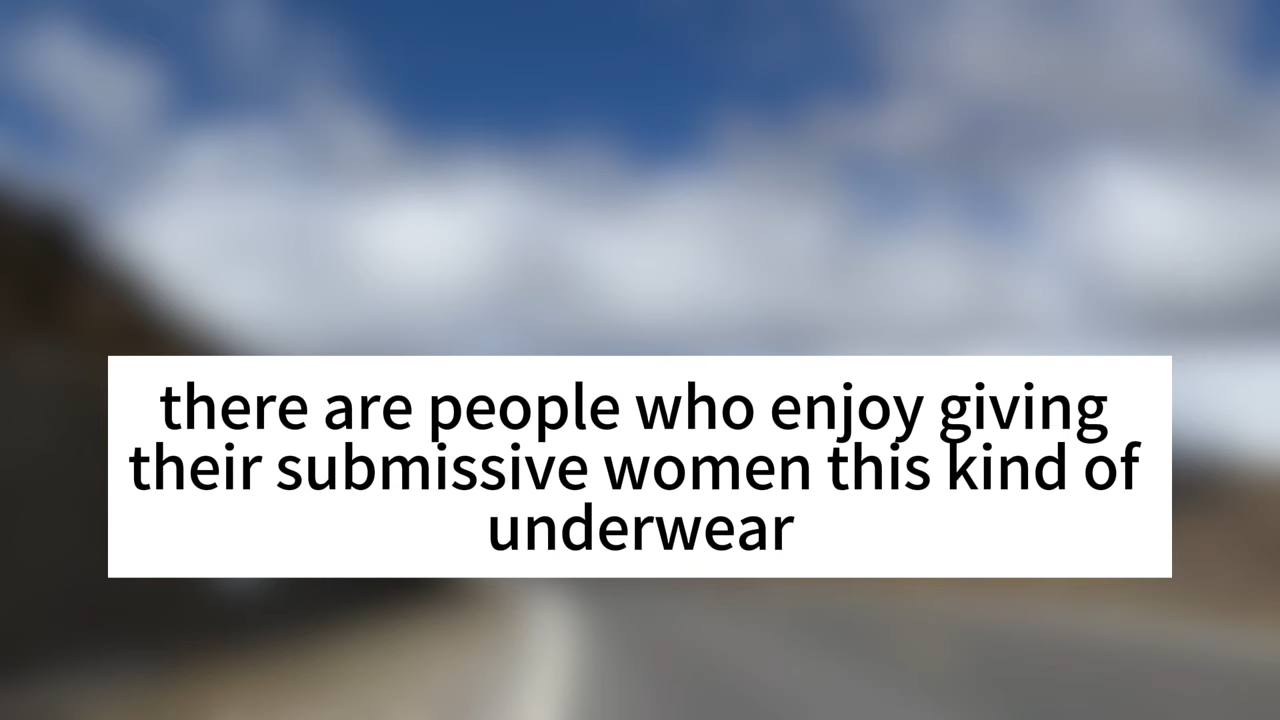 there are people who enjoy giving
their submissive women this kind of
underwear